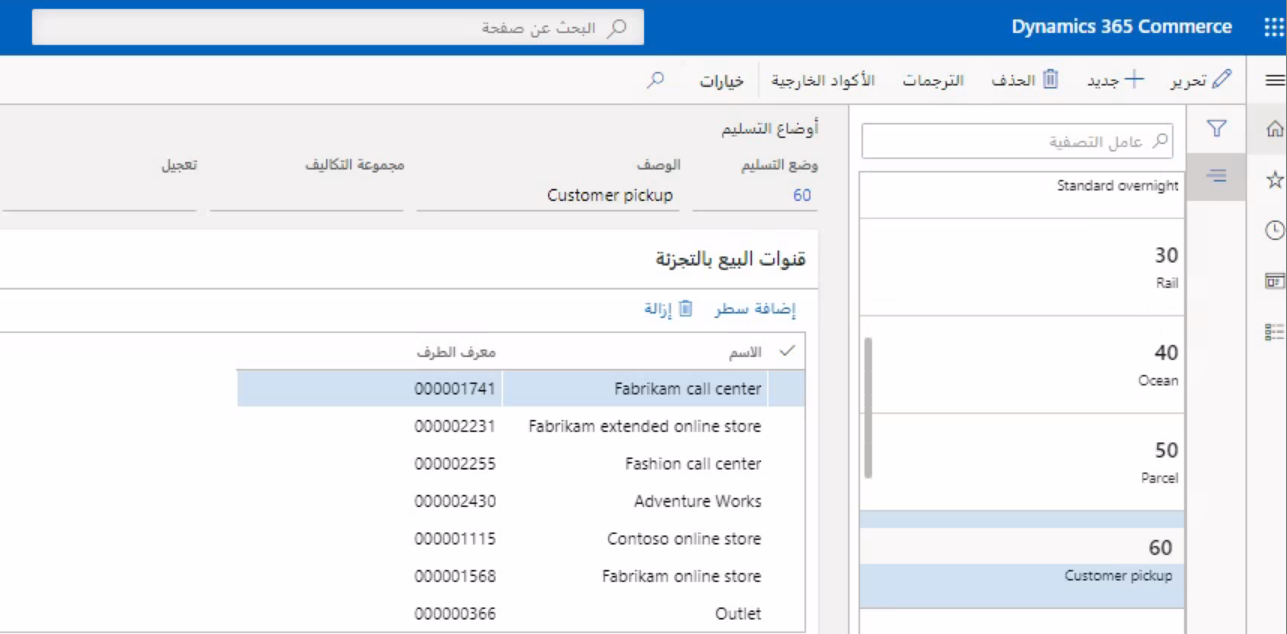 Dynamics 365 Commerce
البحث عن صفحة
تحرير جديد الحذف الترجمات الأكواد الخارجية خيارات
عامل التصفية
Standard overnight
30
Rail
40
Ocean
50
Parcel
60
Customer pickup
أوضاع التسليم
وضع التسليم الوصف مجموعة التكاليف تعجيل
60 Customer pickup
قنوات البيع بالتجزئة
إضافة سطر إزالة
الاسم معرف الطرف
Fabrikam call center 000001741
Fabrikam extended online store 000002231
Fashion call center 000002255
Adventure Works 000002430
Contoso online store 000001115
Fabrikam online store 000001568
Outlet 000000366